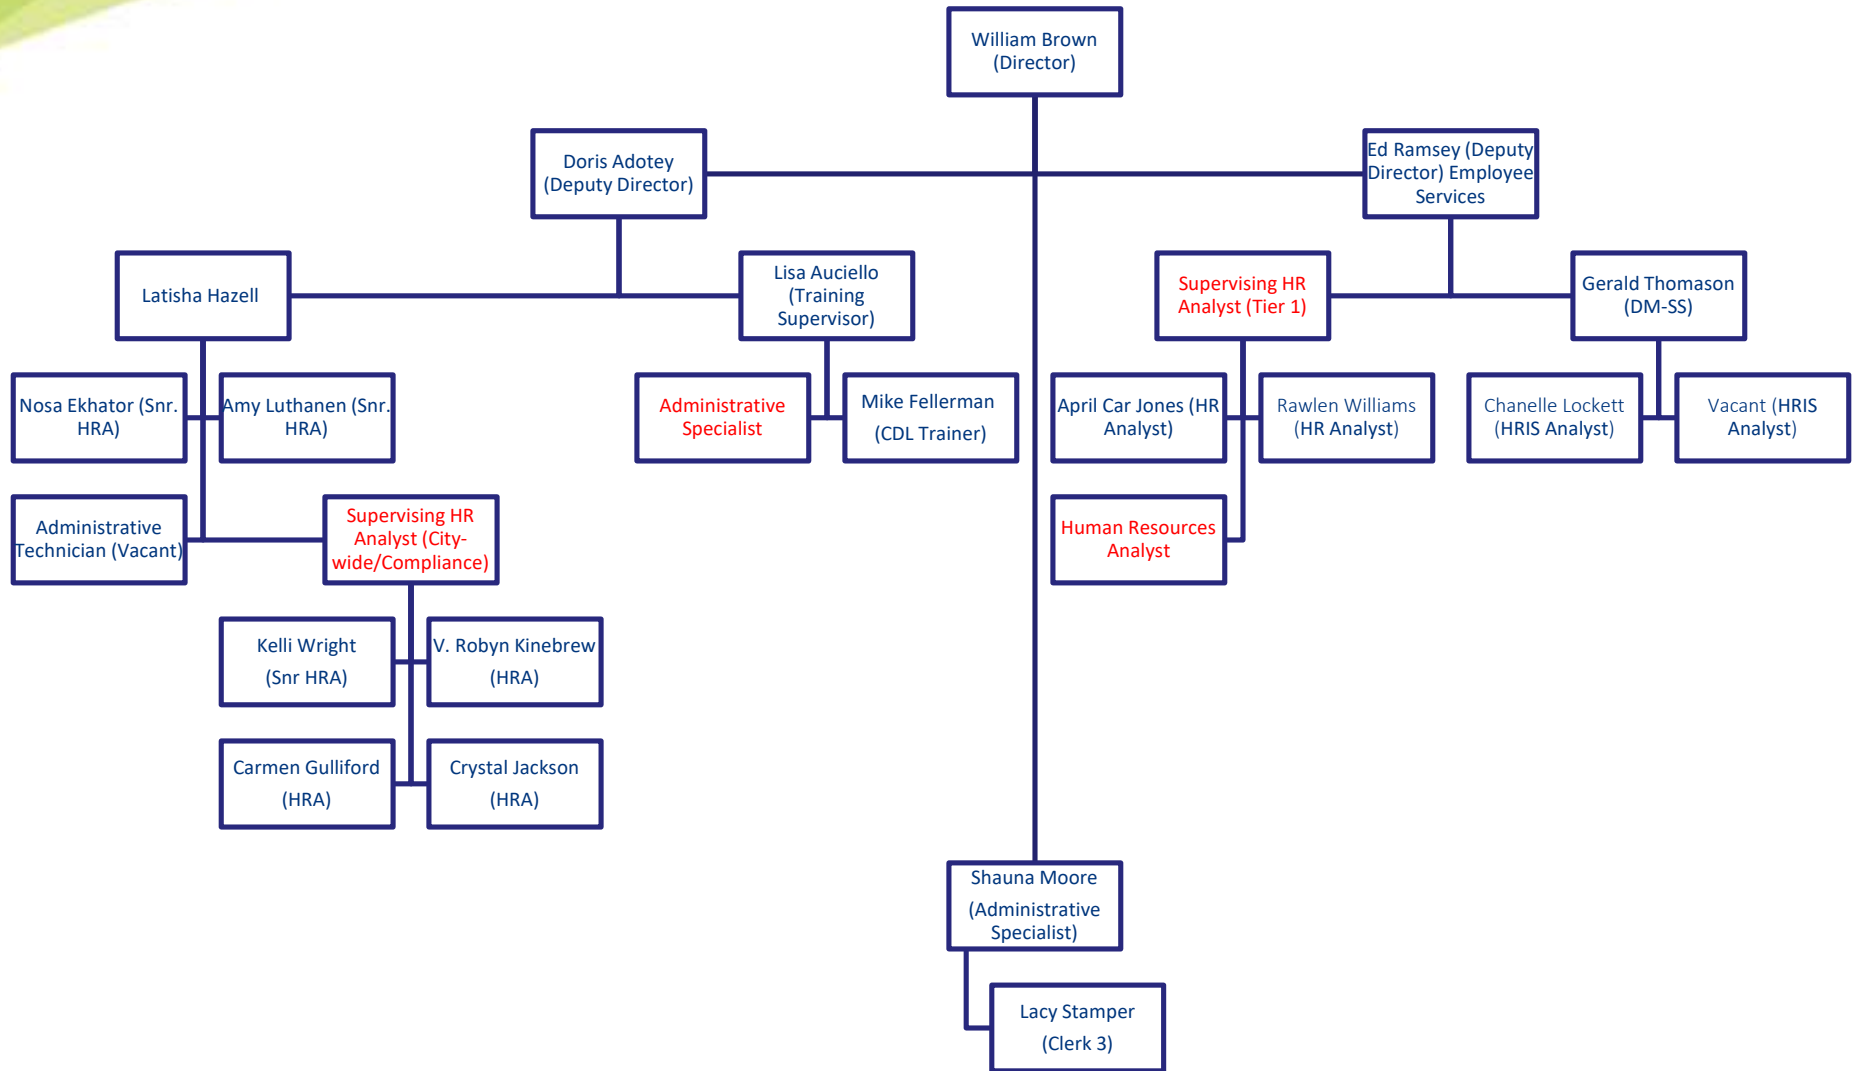 William Brown
(Director)
Doris Adotey
(Deputy Director)
Ed Ramsey (Deputy
Director) Employee
Services
Latisha Hazell
Lisa Auciello
(Training
Supervisor)
Supervising HR
Analyst (Tier 1)
Gerald Thomason
(DM-SS)
Nosa Ekhator (Snr.
HRA)
Amy Luthanen (Snr.
HRA)
Administrative
Specialist
Mike Fellerman
(CDL Trainer)
April Car Jones (HR
Analyst)
Rawlen Williams
(HR Analyst)
Chanelle Lockett
(HRIS Analyst)
Vacant (HRIS
Analyst)
Administrative
Technician (Vacant)
Supervising HR
Analyst (City-
wide/Compliance)
Human Resources
Analyst
Kelli Wright
(Snr HRA)
V. Robyn Kinebrew
(HRA)
Carmen Gulliford
(HRA)
Crystal Jackson
(HRA)
Shauna Moore
(Administrative
Specialist)
Lacy Stamper
(Clerk 3)